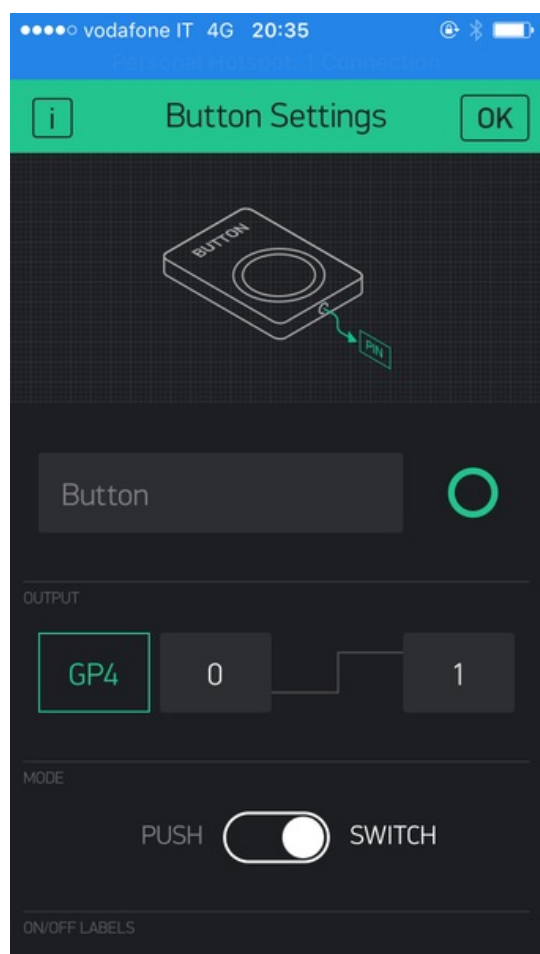 vodafone IT 4G 20:35
Personal Hotspot: 1 Connection
i Button Settings OK
BUTTON
PIN
Button
OUTPUT
GP4 0 1
MODE
PUSH SWITCH
ON/OFF LABELS